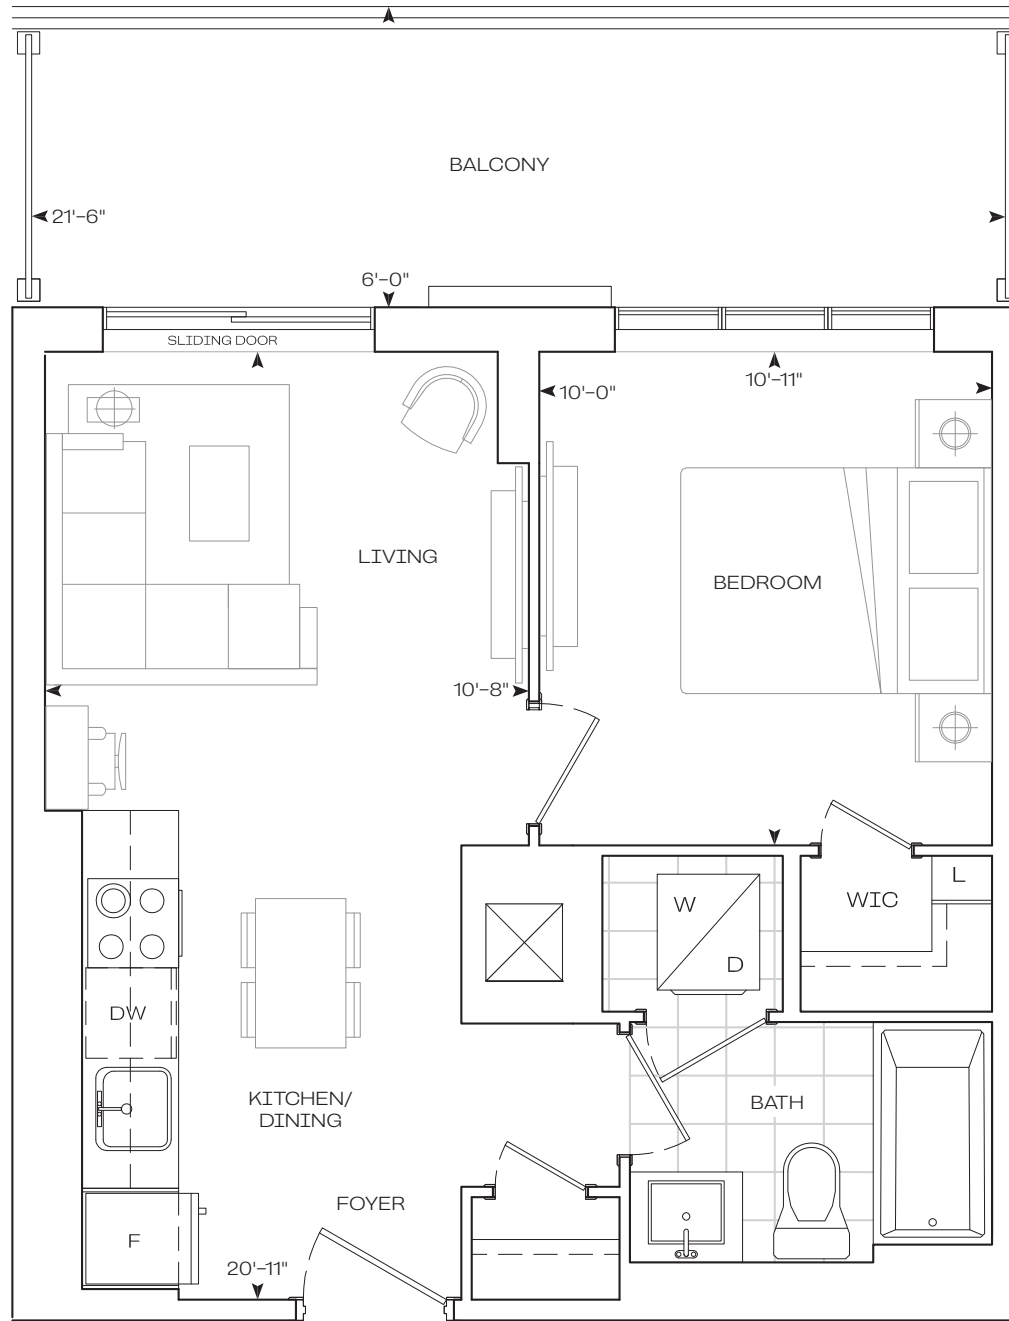 BALCONY
21'-6"
6'-0"
SLIDING DOOR
10'-0"
10'-11"
LIVING
BEDROOM
10'-8"
W
D
WIC
L
DW
KITCHEN/
DINING
BATH
FOYER
F
20'-11"